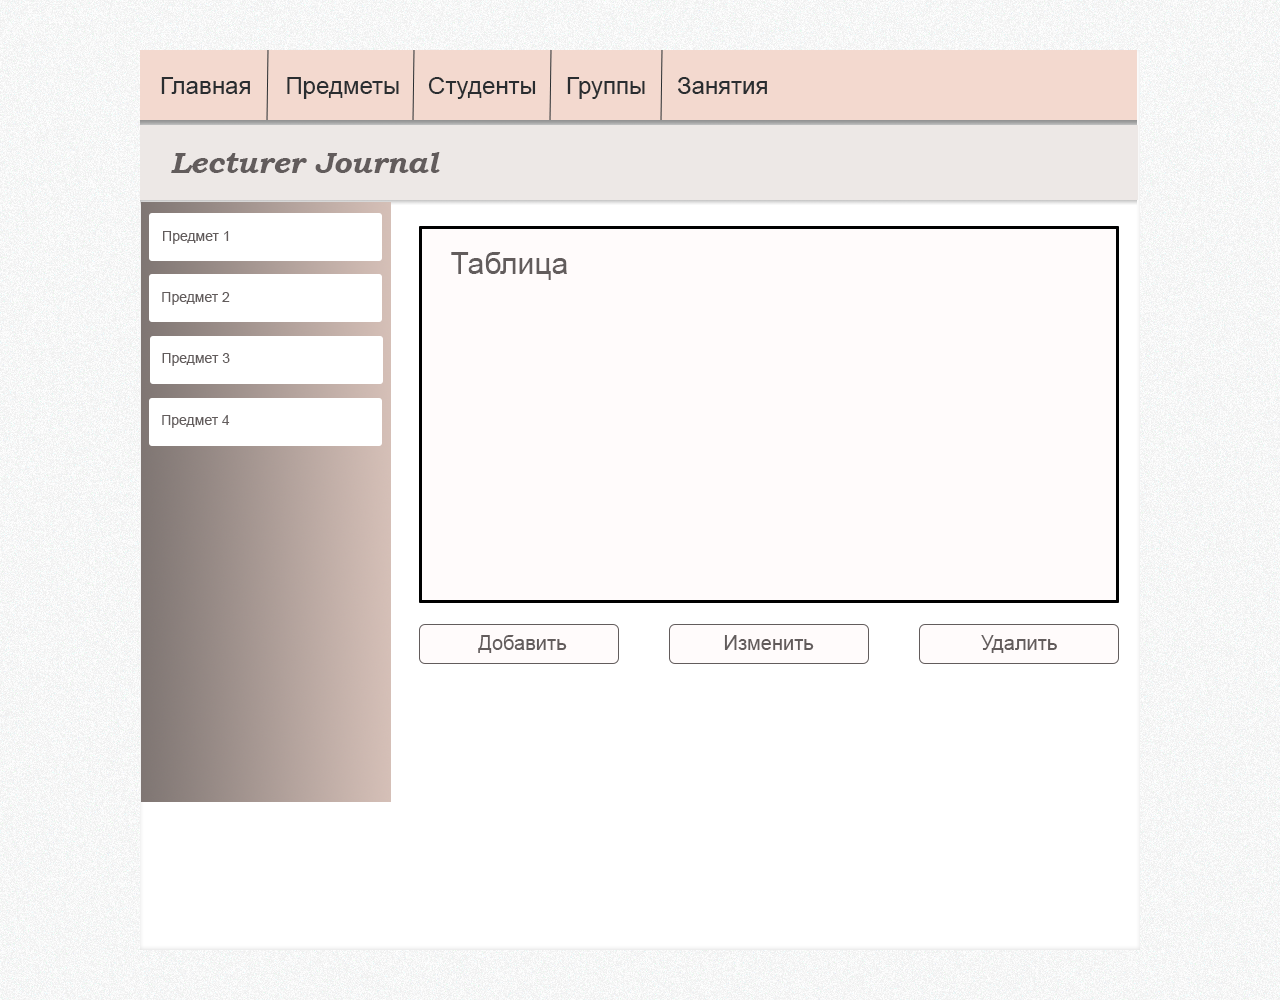 Главная Предметы Студенты Группы Занятия
Lecturer Journal
Предмет 1
Предмет 2
Предмет 3
Предмет 4
Таблица
Добавить Изменить Удалить